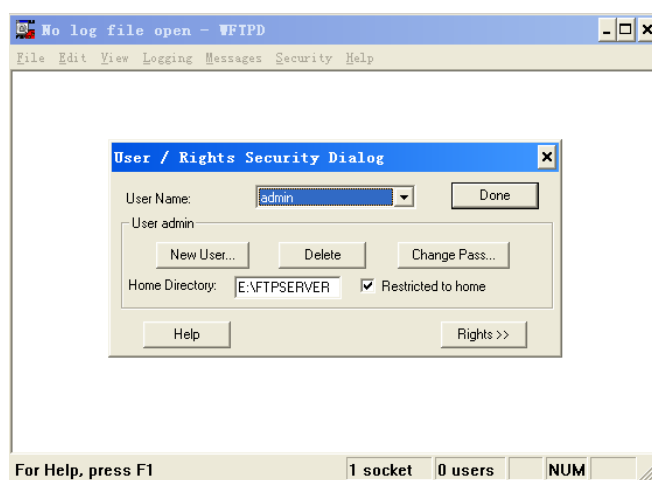 No log file open - WFTPD
File Edit View Logging Messages Security Help
User / Rights Security Dialog
User Name: admin Done
User admin
New User... Delete Change Pass...
Home Directory: E:\FTPSERVER Restricted to home
Help Rights >>
For Help, press F1 1 socket 0 users NUM